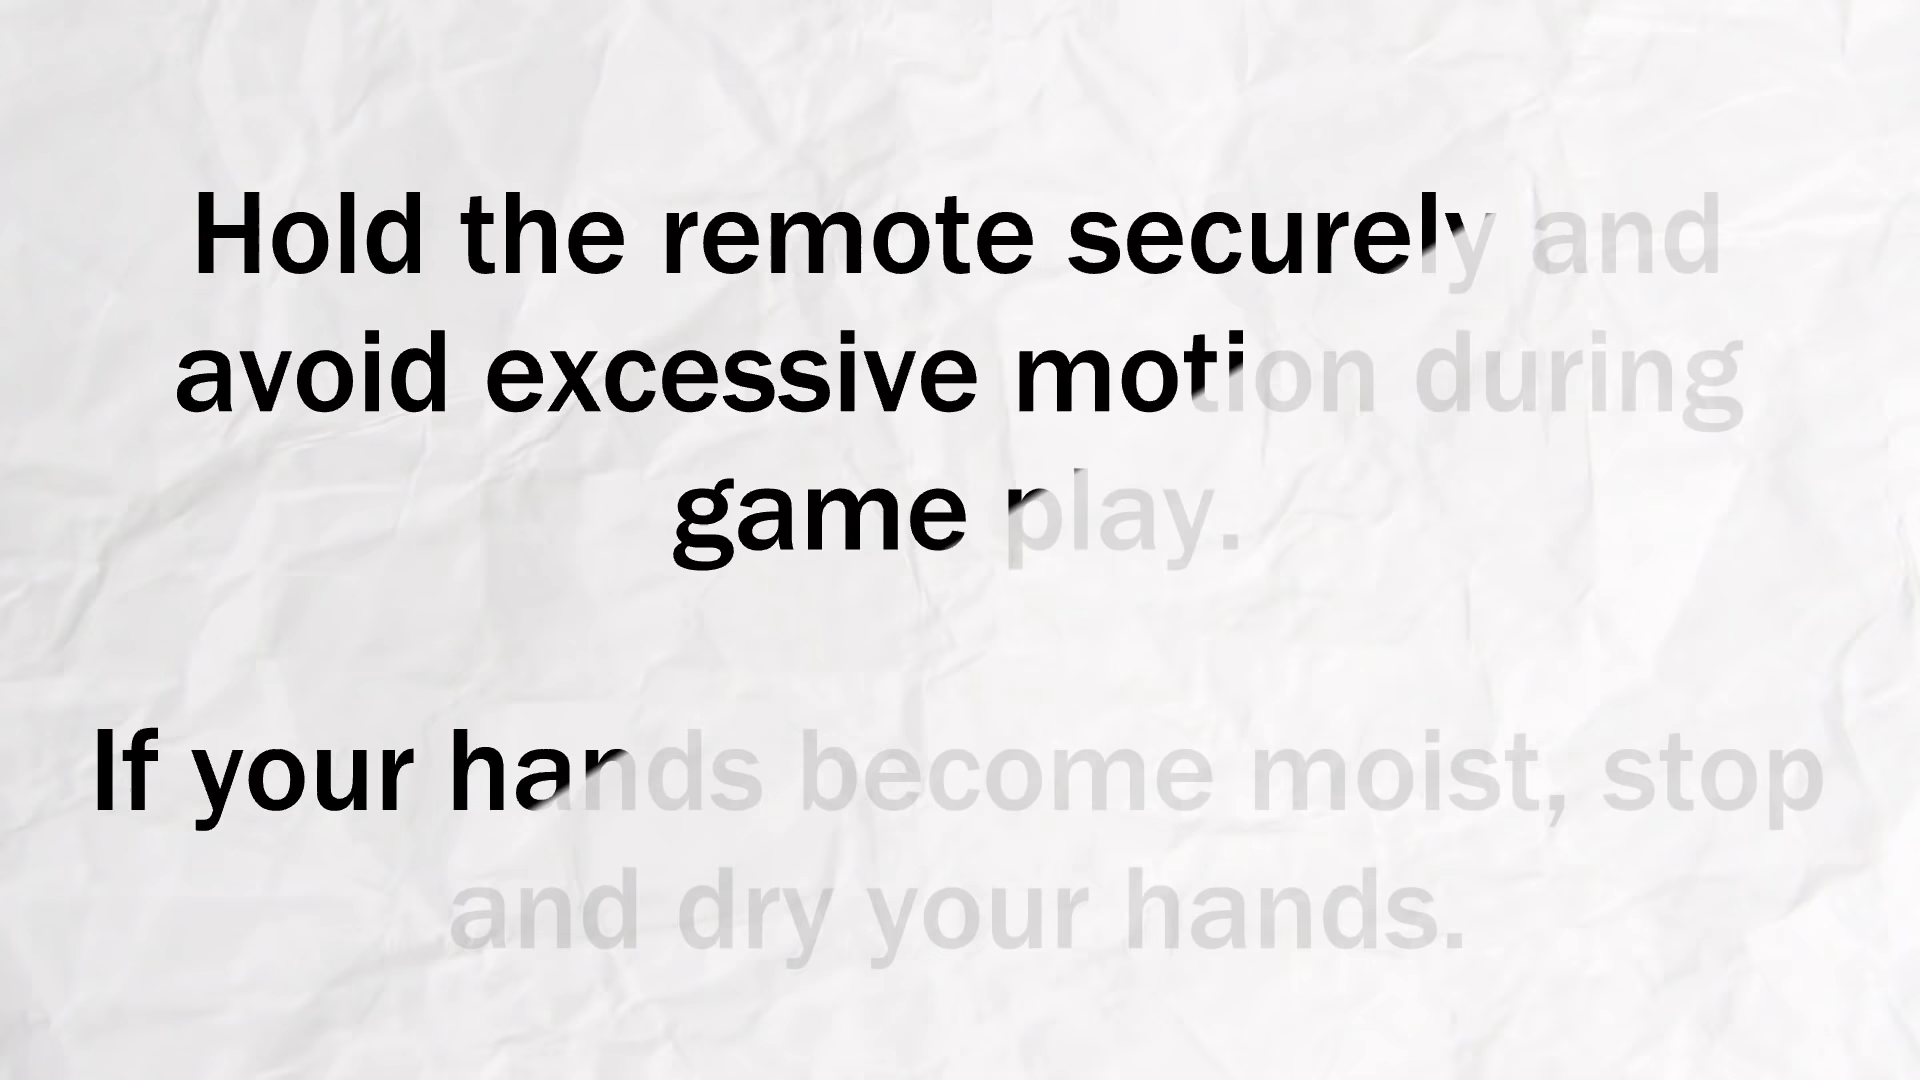 Hold the remote securely and
avoid excessive motion during
game play.
If your hands become moist, stop
and dry your hands.